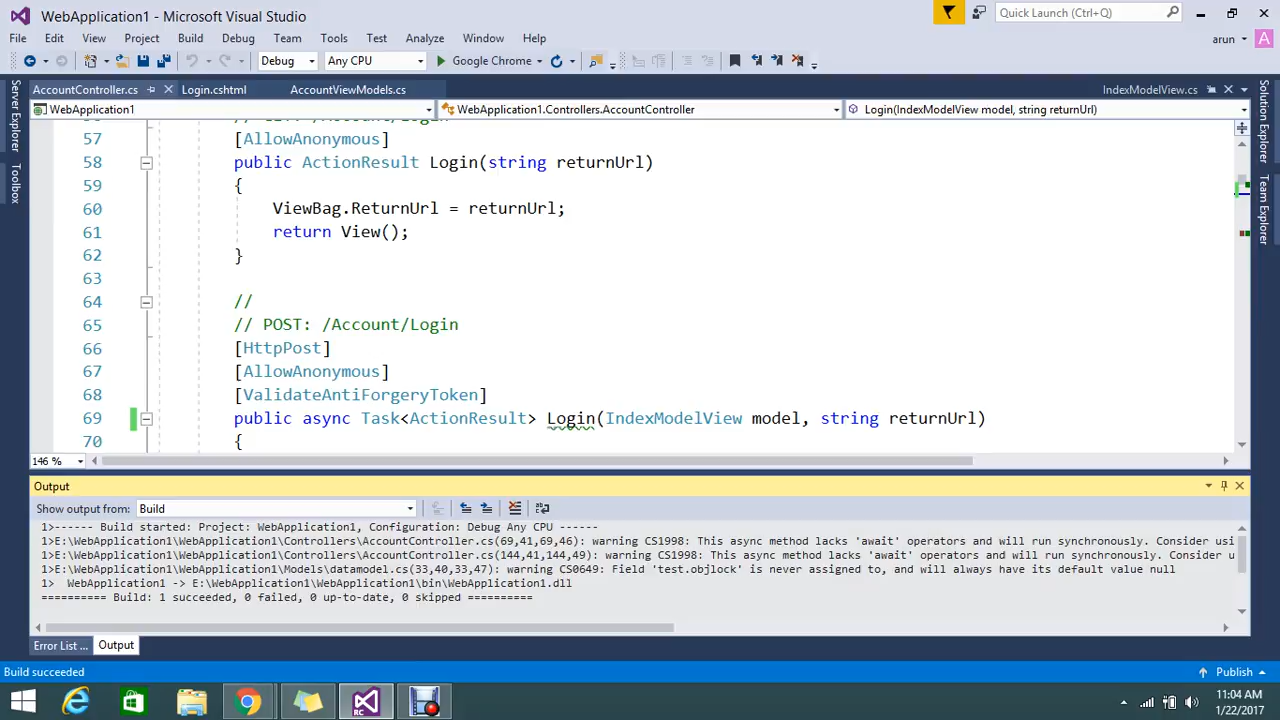 WebApplication1 - Microsoft Visual Studio
Quick Launch (Ctrl+Q)
File Edit View Project Build Debug Team Tools Test Analyze Window Help
arun A
Debug Any CPU Google Chrome
AccountController.cs Login.cshtml AccountViewModels.cs IndexModelView.cs
WebApplication1 WebApplication1.Controllers.AccountController Login(IndexModelView model, string returnUrl)
Server Explorer
Toolbox
Solution Explorer
Team Explorer
57 [AllowAnonymous]
58 public ActionResult Login(string returnUrl)
59 {
60 ViewBag.ReturnUrl = returnUrl;
61 return View();
62 }
63
64 //
65 // POST: /Account/Login
66 [HttpPost]
67 [AllowAnonymous]
68 [ValidateAntiForgeryToken]
69 public async Task<ActionResult> Login(IndexModelView model, string returnUrl)
70 {
146 %
Output
Show output from: Build
1>------ Build started: Project: WebApplication1, Configuration: Debug Any CPU ------
1>E:\WebApplication1\WebApplication1\Controllers\AccountController.cs(69,41,69,46): warning CS1998: This async method lacks 'await' operators and will run synchronously. Consider usi
1>E:\WebApplication1\WebApplication1\Controllers\AccountController.cs(144,41,144,49): warning CS1998: This async method lacks 'await' operators and will run synchronously. Consider u
1>E:\WebApplication1\WebApplication1\Models\datamodel.cs(33,40,33,47): warning CS0649: Field 'test.objlock' is never assigned to, and will always have its default value null
1> WebApplication1 -> E:\WebApplication1\WebApplication1\bin\WebApplication1.dll
========== Build: 1 succeeded, 0 failed, 0 up-to-date, 0 skipped ==========
Error List ... Output
Build succeeded
Publish
RC
11:04 AM
1/22/2017